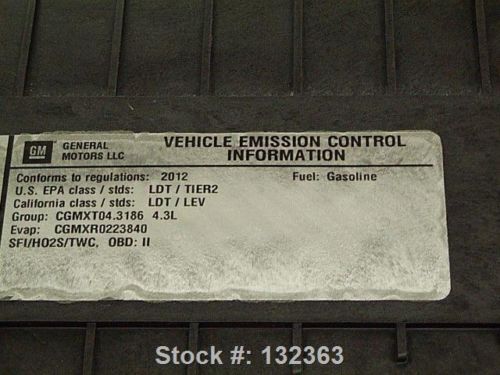 GM
GENERAL
MOTORS LLC
VEHICLE EMISSION CONTROL
INFORMATION
Conforms to regulations: 2012 Fuel: Gasoline
U.S. EPA class / stds: LDT / TIER2
California class / stds: LDT / LEV
Group: CGMXT04.3186 4.3L
Evap: CGMXR0223840
SFI/HO2S/TWC, OBD: II
Stock #: 132363